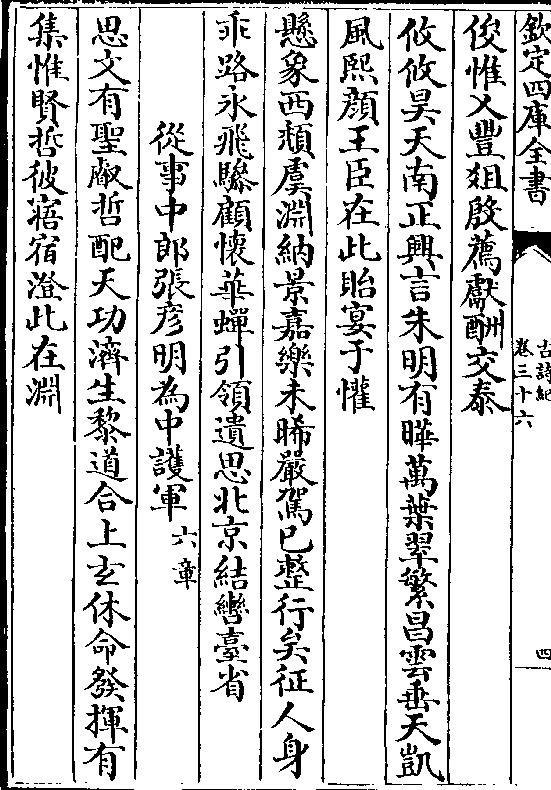 欽定四庫全書
古詩紀
卷三十六
四
俊惟乂豐俎殷薦獻酬交泰
攸攸昊天南正興言朱明有曄萬葉翠繁昌雲垂天凱
風熙顔王臣在此貽宴于懽
懸象西頽虞淵納景嘉樂未晞嚴駕已整行矣征人身
乖路永飛驂顧懷華蟬引領遺思北京結轡臺省
從事中郎張彦明為中護軍六章
思文有聖叡哲配天功濟生黎道合上𤣥休命發揮有
集惟賢哲彼寤宿澄此在淵